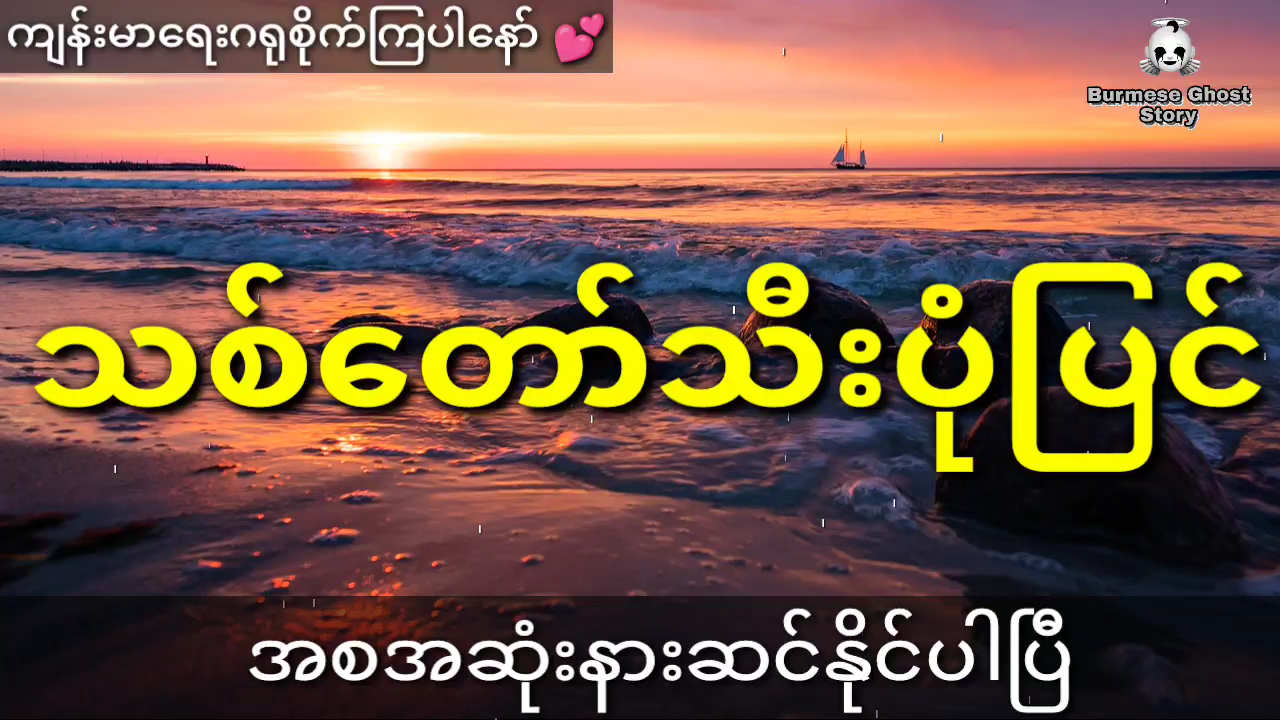 ကျန်းမာရေးဂရုစိုက်ကြပါနော် 💕
Burmese Ghost
Story
သစ်တော်သီးပုံပြင်
အစအဆုံးနားဆင်နိုင်ပါပြီ